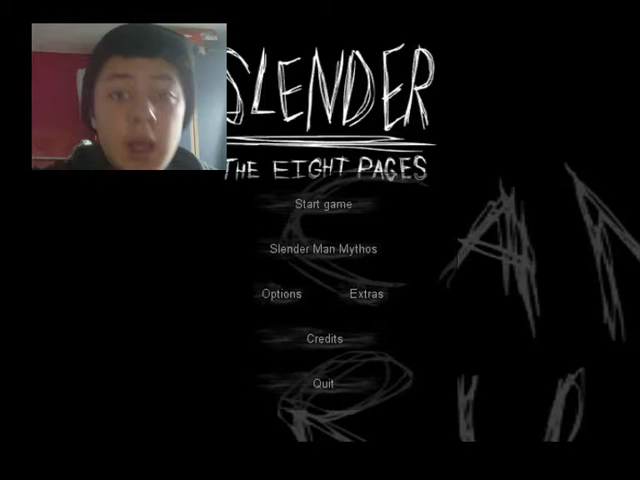 SLENDER
THE EIGHT PAGES
Start game
Slender Man Mythos
Options Extras
Credits
Quit